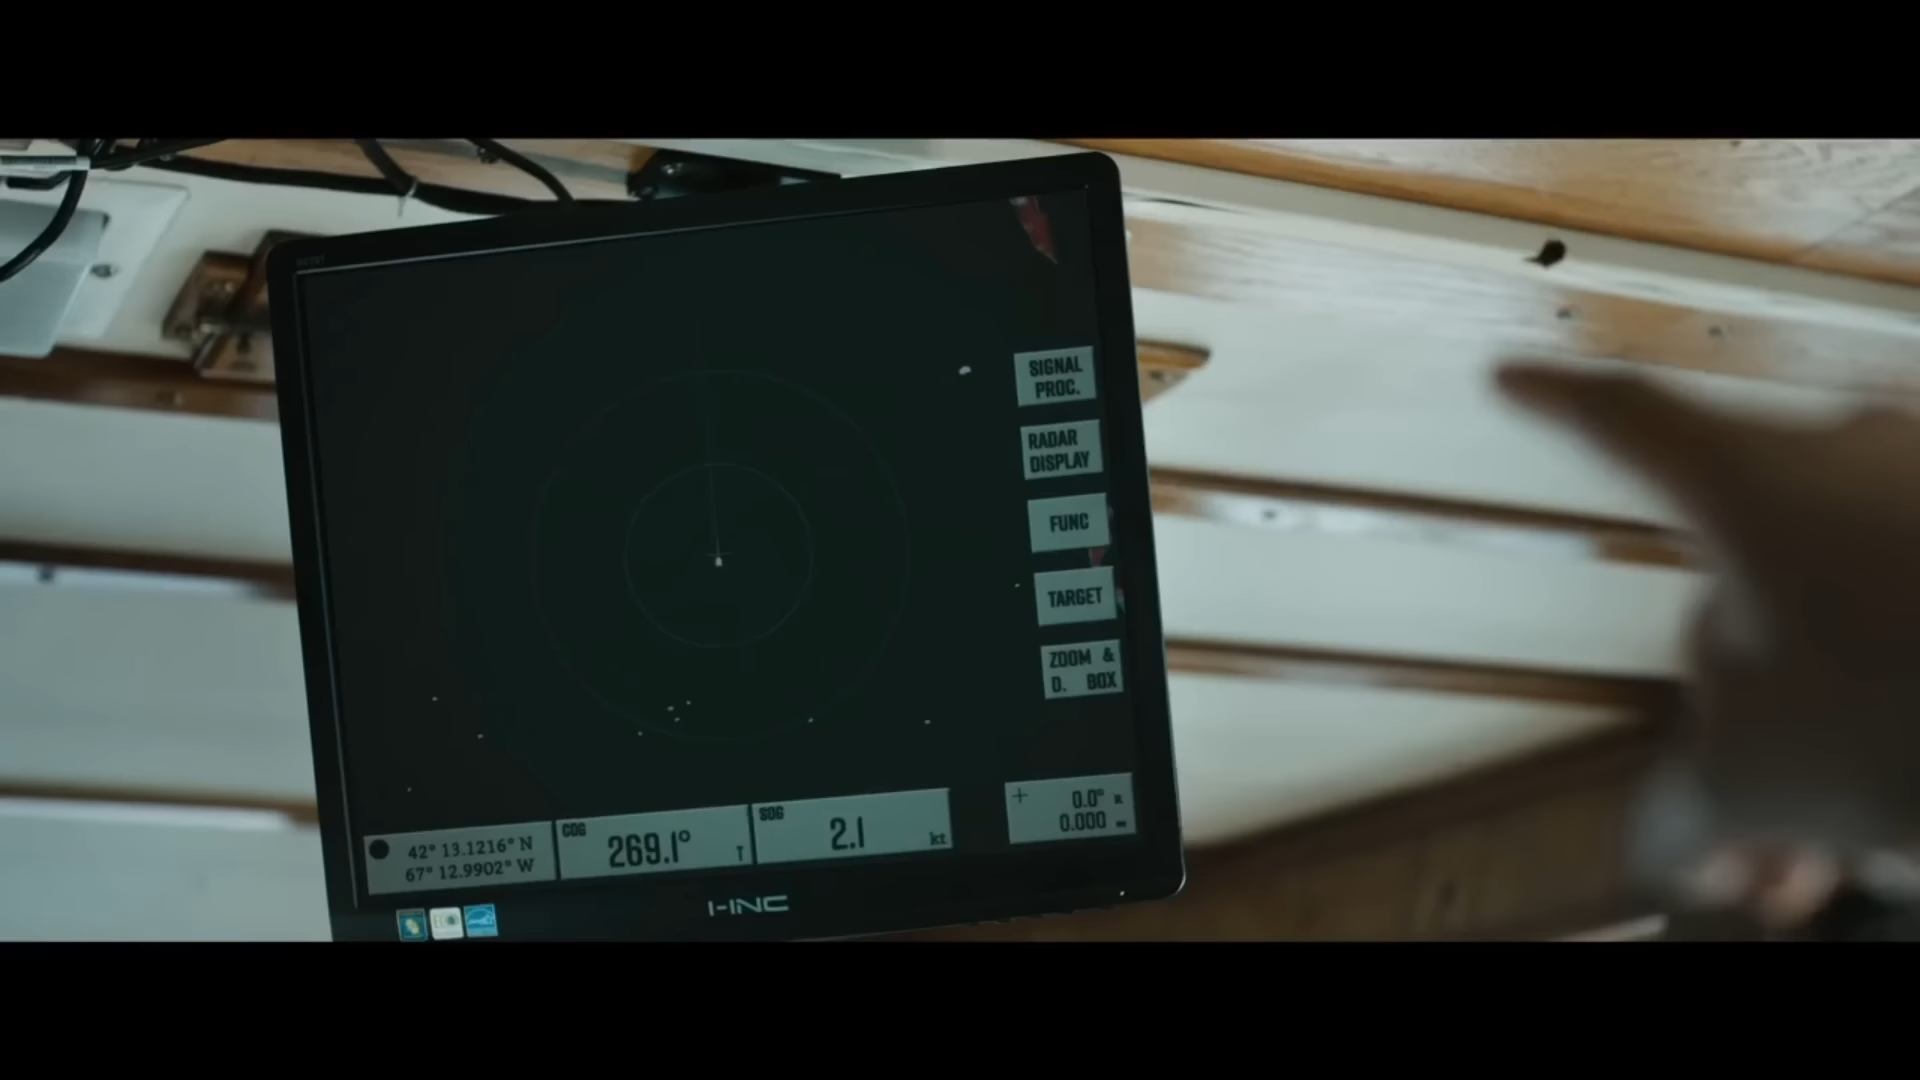 SIGNAL
PROC.
RADAR
DISPLAY
FUNC
TARGET
ZOOM &
D. BOX
42° 13.1216° N
67° 12.9902° W
COG
269.1° T
SOG
2.1 kt
+ 0.0° R
0.000
I-INC